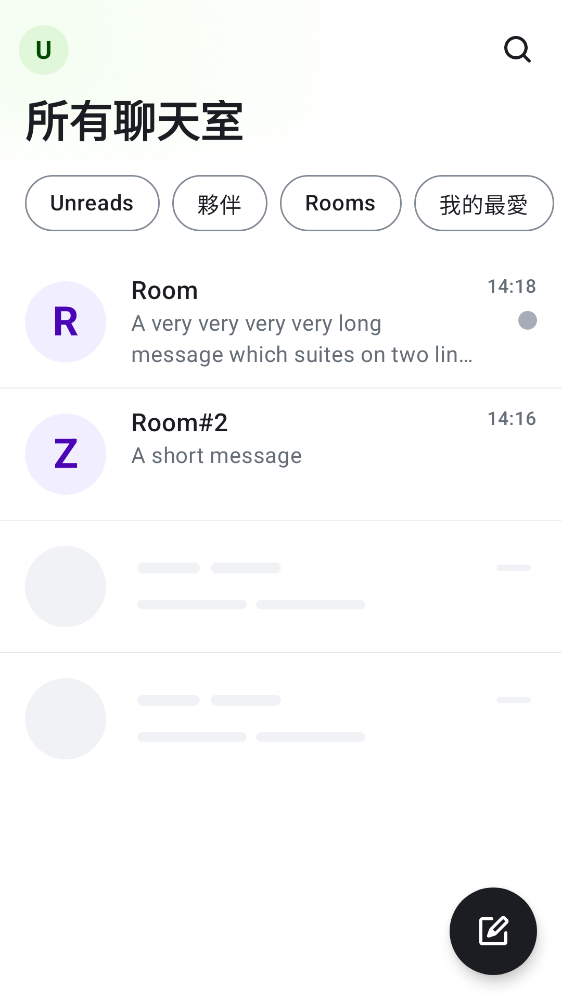 U
所有聊天室
Unreads 夥伴 Rooms 我的最愛
R
Room 14:18
A very very very very long
message which suites on two lin…
Z
Room#2 14:16
A short message